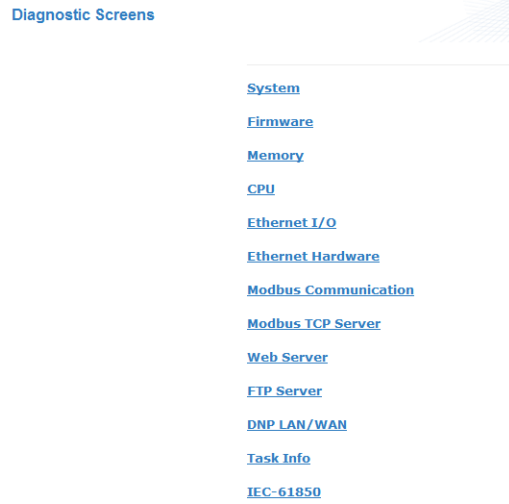 Diagnostic Screens
System
Firmware
Memory
CPU
Ethernet I/O
Ethernet Hardware
Modbus Communication
Modbus TCP Server
Web Server
FTP Server
DNP LAN/WAN
Task Info
IEC-61850